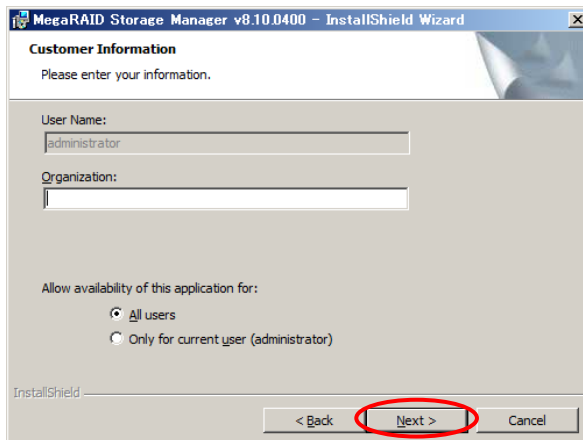 MegaRAID Storage Manager v8.10.0400 - InstallShield Wizard
Customer Information
Please enter your information.
User Name:
administrator
Organization:
Allow availability of this application for:
All users
Only for current user (administrator)
InstallShield
< Back Next > Cancel